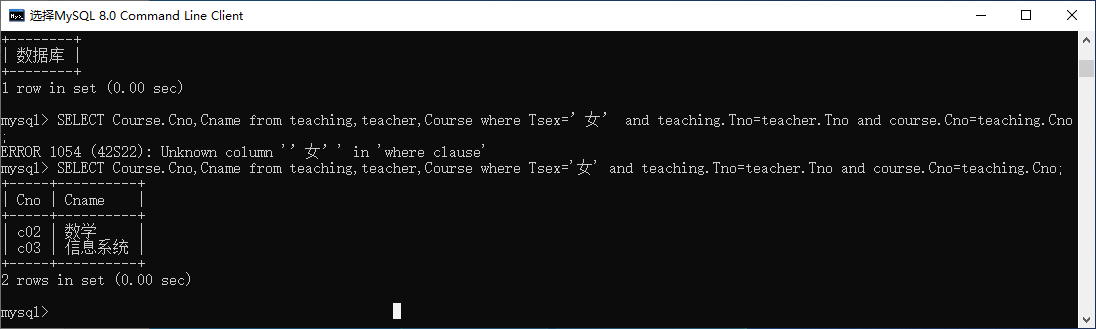 选择MySQL 8.0 Command Line Client
+--------+
| 数据库 |
+--------+
1 row in set (0.00 sec)
mysql> SELECT Course.Cno,Cname from teaching,teacher,Course where Tsex=‘女’ and teaching.Tno=teacher.Tno and course.Cno=teaching.Cno
;
ERROR 1054 (42S22): Unknown column '‘女’' in 'where clause'
mysql> SELECT Course.Cno,Cname from teaching,teacher,Course where Tsex='女' and teaching.Tno=teacher.Tno and course.Cno=teaching.Cno;
+-----+----------+
| Cno | Cname    |
+-----+----------+
| c02 | 数学     |
| c03 | 信息系统 |
+-----+----------+
2 rows in set (0.00 sec)
mysql>